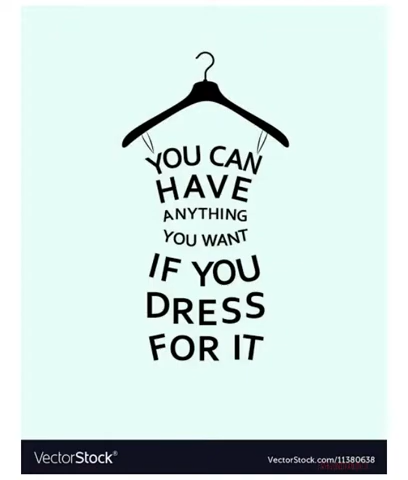 YOU CAN
HAVE
ANYTHING
YOU WANT
IF YOU
DRESS
FOR IT
VectorStock®
VectorStock.com/11380638